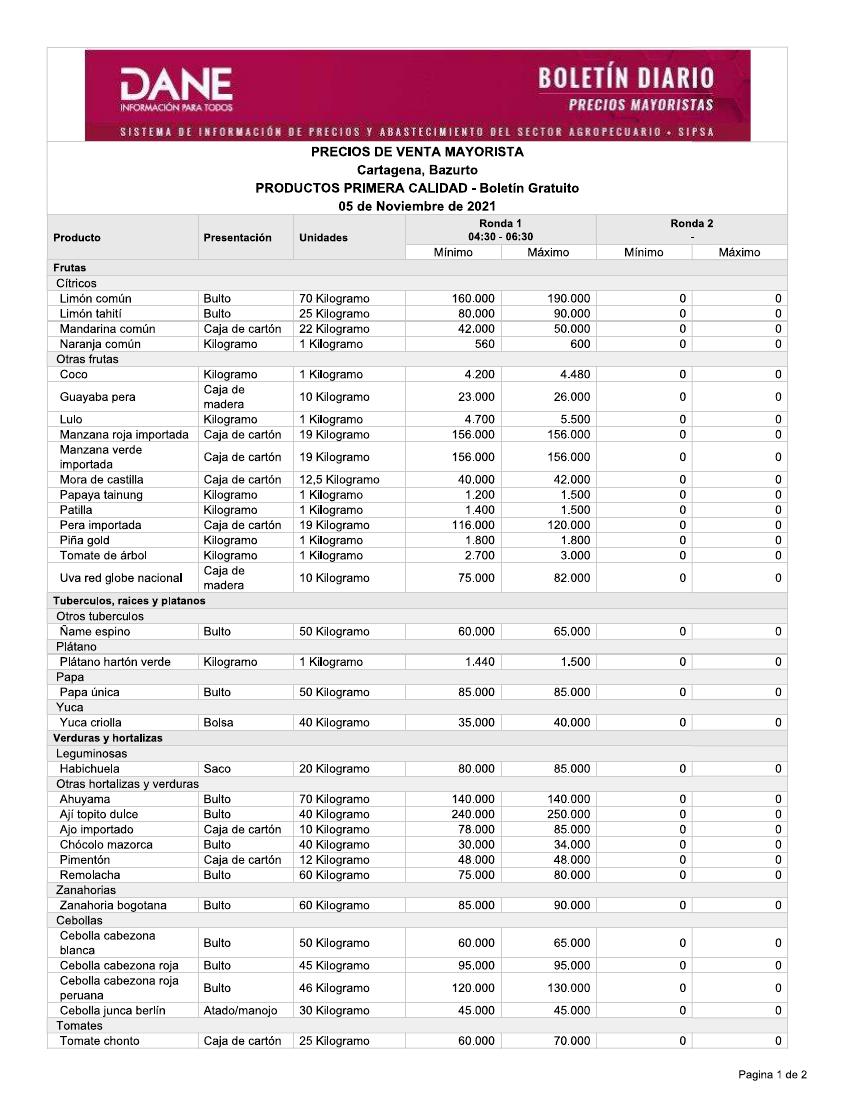 DANE
INFORMACIÓN PARA TODOS
BOLETÍN DIARIO
PRECIOS MAYORISTAS
SISTEMA DE INFORMACIÓN DE PRECIOS Y ABASTECIMIENTO DEL SECTOR AGROPECUARIO • SIPSA
PRECIOS DE VENTA MAYORISTA
Cartagena, Bazurto
PRODUCTOS PRIMERA CALIDAD - Boletín Gratuito
05 de Noviembre de 2021
Producto Presentación Unidades Ronda 1 Ronda 2
04:30 - 06:30 -
Mínimo Máximo Mínimo Máximo
Frutas
Cítricos
Limón común Bulto 70 Kilogramo 160.000 190.000 0 0
Limón tahití Bulto 25 Kilogramo 80.000 90.000 0 0
Mandarina común Caja de cartón 22 Kilogramo 42.000 50.000 0 0
Naranja común Kilogramo 1 Kilogramo 560 600 0 0
Otras frutas
Coco Kilogramo 1 Kilogramo 4.200 4.480 0 0
Guayaba pera Caja de madera 10 Kilogramo 23.000 26.000 0 0
Lulo Kilogramo 1 Kilogramo 4.700 5.500 0 0
Manzana roja importada Caja de cartón 19 Kilogramo 156.000 156.000 0 0
Manzana verde importada Caja de cartón 19 Kilogramo 156.000 156.000 0 0
Mora de castilla Caja de cartón 12,5 Kilogramo 40.000 42.000 0 0
Papaya tainung Kilogramo 1 Kilogramo 1.200 1.500 0 0
Patilla Kilogramo 1 Kilogramo 1.400 1.500 0 0
Pera importada Caja de cartón 19 Kilogramo 116.000 120.000 0 0
Piña gold Kilogramo 1 Kilogramo 1.800 1.800 0 0
Tomate de árbol Kilogramo 1 Kilogramo 2.700 3.000 0 0
Uva red globe nacional Caja de madera 10 Kilogramo 75.000 82.000 0 0
Tuberculos, raices y platanos
Otros tuberculos
Ñame espino Bulto 50 Kilogramo 60.000 65.000 0 0
Plátano
Plátano hartón verde Kilogramo 1 Kilogramo 1.440 1.500 0 0
Papa
Papa única Bulto 50 Kilogramo 85.000 85.000 0 0
Yuca
Yuca criolla Bolsa 40 Kilogramo 35.000 40.000 0 0
Verduras y hortalizas
Leguminosas
Habichuela Saco 20 Kilogramo 80.000 85.000 0 0
Otras hortalizas y verduras
Ahuyama Bulto 70 Kilogramo 140.000 140.000 0 0
Ají topito dulce Bulto 40 Kilogramo 240.000 250.000 0 0
Ajo importado Caja de cartón 10 Kilogramo 78.000 85.000 0 0
Chócolo mazorca Bulto 40 Kilogramo 30.000 34.000 0 0
Pimentón Caja de cartón 12 Kilogramo 48.000 48.000 0 0
Remolacha Bulto 60 Kilogramo 75.000 80.000 0 0
Zanahorias
Zanahoria bogotana Bulto 60 Kilogramo 85.000 90.000 0 0
Cebollas
Cebolla cabezona blanca Bulto 50 Kilogramo 60.000 65.000 0 0
Cebolla cabezona roja Bulto 45 Kilogramo 95.000 95.000 0 0
Cebolla cabezona roja peruana Bulto 46 Kilogramo 120.000 130.000 0 0
Cebolla junca berlín Atado/manojo 30 Kilogramo 45.000 45.000 0 0
Tomates
Tomate chonto Caja de cartón 25 Kilogramo 60.000 70.000 0 0
Pagina 1 de 2